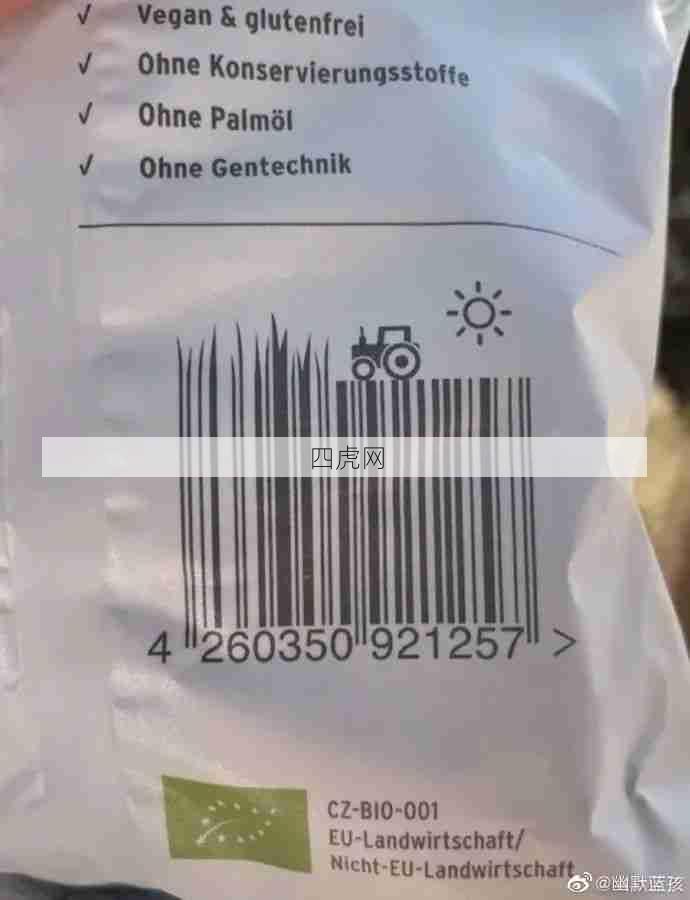 ✓ Vegan & glutenfrei
✓ Ohne Konservierungsstoffe
✓ Ohne Palmöl
✓ Ohne Gentechnik
四虎网
4 260350 921257 >
CZ-BIO-001
EU-Landwirtschaft/
Nicht-EU-Landwirtschaft
@幽默蓝孩